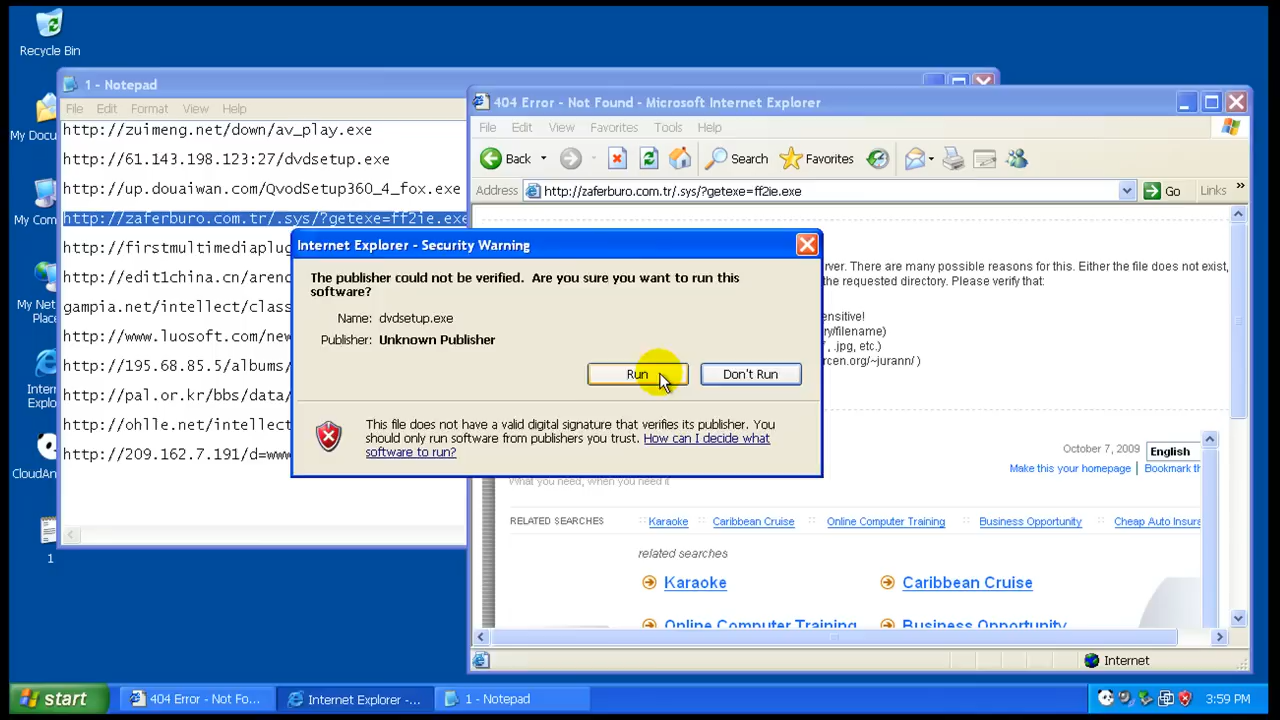 Recycle Bin
My Docu
My Com
My Net
Place
Intern
Explo
CloudAn
1
1 - Notepad
File Edit Format View Help
http://zuimeng.net/down/av_play.exe
http://61.143.198.123:27/dvdsetup.exe
http://up.douaiwan.com/QvodSetup360_4_fox.exe
http://zaferburo.com.tr/.sys/?getexe=ff2ie.exe
http://firstmultimediaplug
http://edit1china.cn/areno
gampia.net/intellect/class
http://www.luosoft.com/new
http://195.68.85.5/albums/
http://pal.or.kr/bbs/data/
http://ohlle.net/intellect
http://209.162.7.191/d=www
404 Error - Not Found - Microsoft Internet Explorer
File Edit View Favorites Tools Help
Back Search Favorites
Address http://zaferburo.com.tr/.sys/?getexe=ff2ie.exe Go Links »
rver. There are many possible reasons for this. Either the file does not exist,
the requested directory. Please verify that:
ensitive!
ry/filename)
/ , .jpg, etc.)
rcen.org/~jurann/ )
Internet Explorer - Security Warning
The publisher could not be verified. Are you sure you want to run this
software?
Name: dvdsetup.exe
Publisher: Unknown Publisher
Run Don't Run
This file does not have a valid digital signature that verifies its publisher. You
should only run software from publishers you trust. How can I decide what
software to run?
October 7, 2009 English
Make this your homepage | Bookmark th
What you need, when you need it
RELATED SEARCHES :: Karaoke :: Caribbean Cruise :: Online Computer Training :: Business Opportunity :: Cheap Auto Insura
related searches
Karaoke Caribbean Cruise
Online Computer Training Business Opportunity
Internet
start 404 Error - Not Fo... Internet Explorer -... 1 - Notepad 3:59 PM